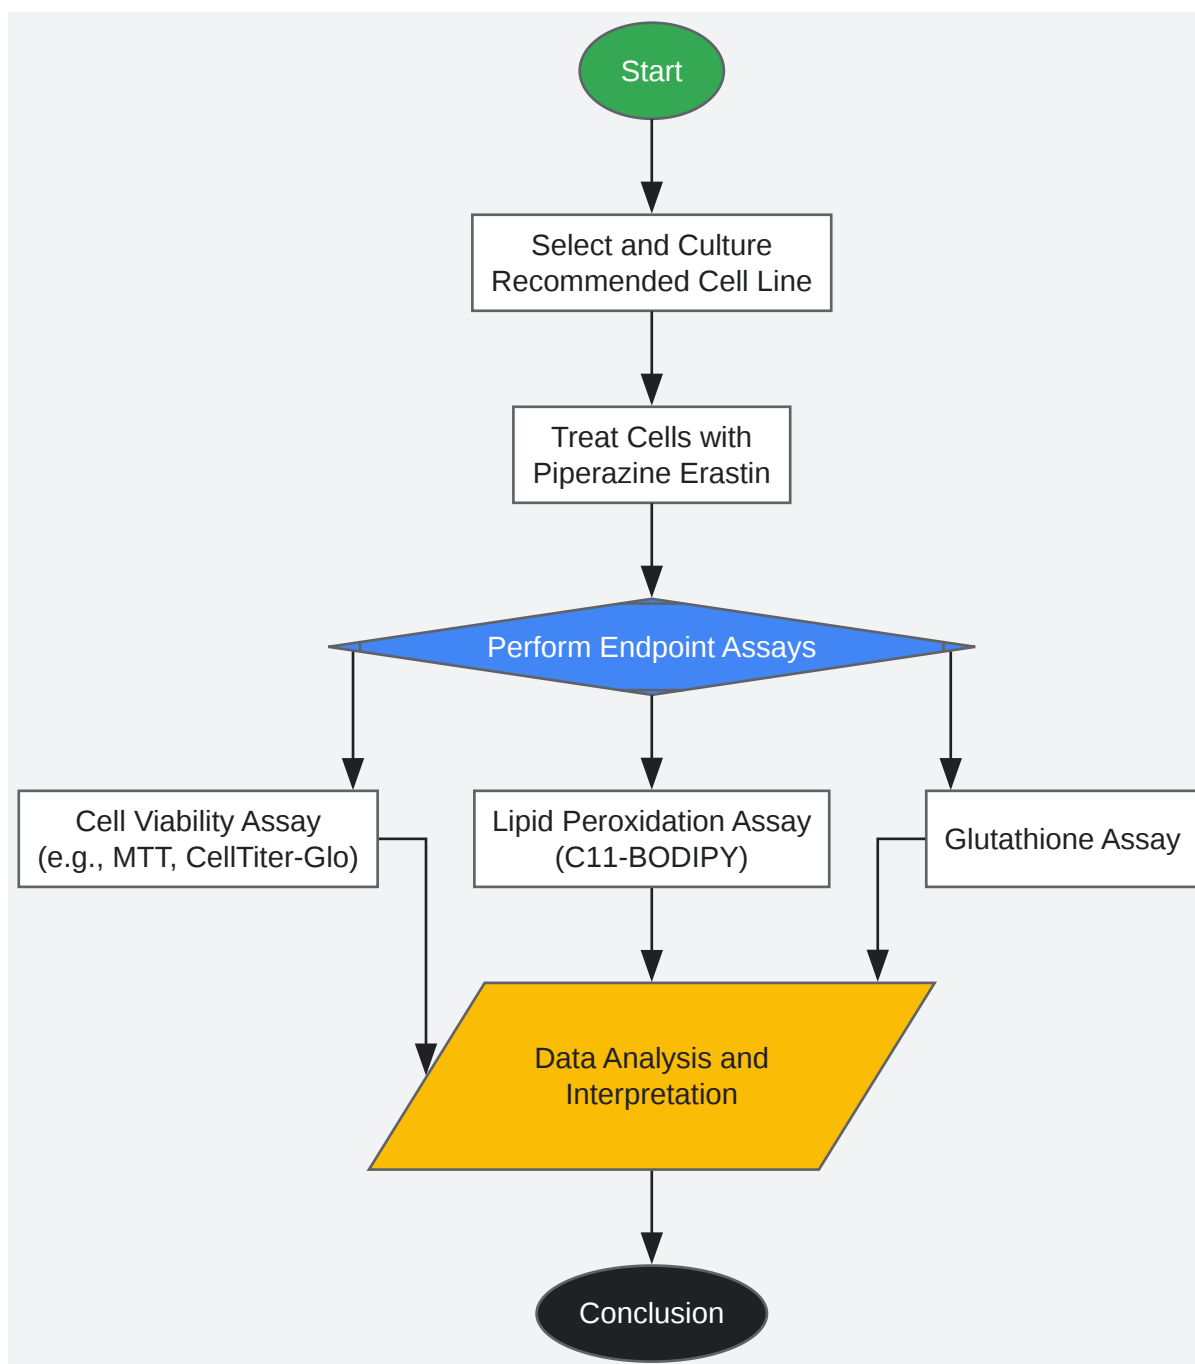 Start
Select and Culture
Recommended Cell Line
Treat Cells with
Piperazine Erastin
Perform Endpoint Assays
Cell Viability Assay
(e.g., MTT, CellTiter-Glo)
Lipid Peroxidation Assay
(C11-BODIPY)
Glutathione Assay
Data Analysis and
Interpretation
Conclusion